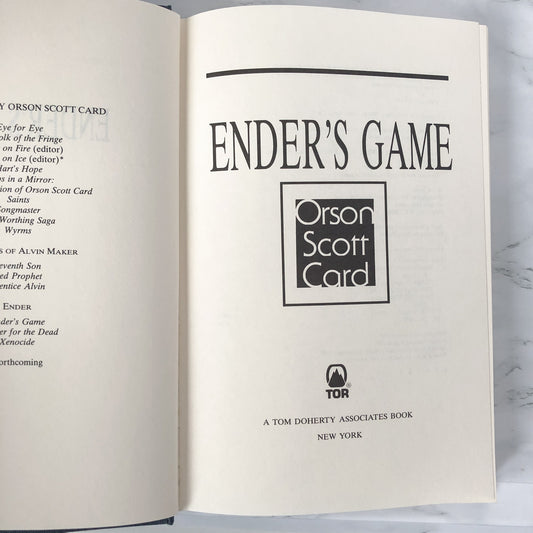 Y ORSON SCOTT CARD
Eye for Eye
olk of the Fringe
on Fire (editor)
on Ice (editor)*
Hart's Hope
s in a Mirror:
ion of Orson Scott Card
Saints
ongmaster
Worthing Saga
Wyrms
S OF ALVIN MAKER
eventh Son
ed Prophet
entice Alvin
ENDER
der's Game
er for the Dead
Xenocide
orthcoming
ENDER'S GAME
Orson
Scott
Card
TOR
A TOM DOHERTY ASSOCIATES BOOK
NEW YORK